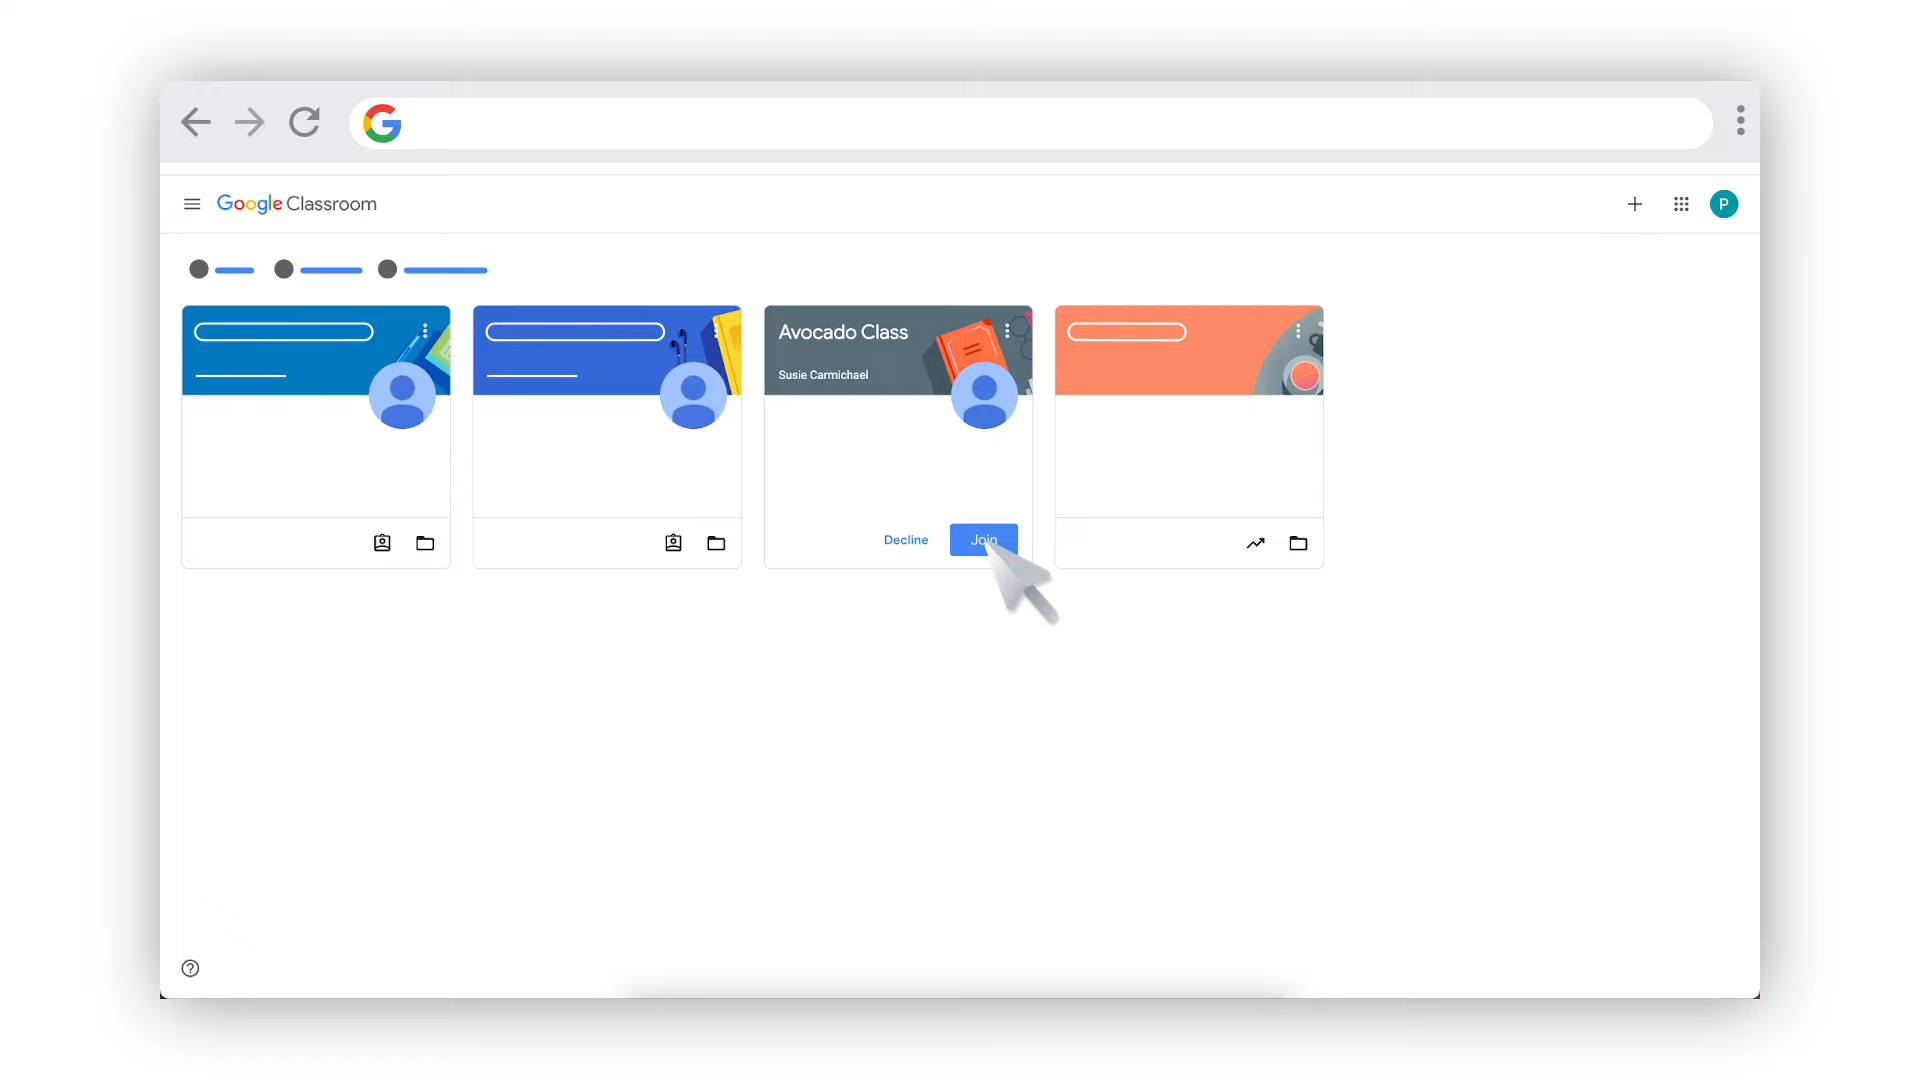 Google Classroom
P
Avocado Class
Susie Carmichael
Decline
Join